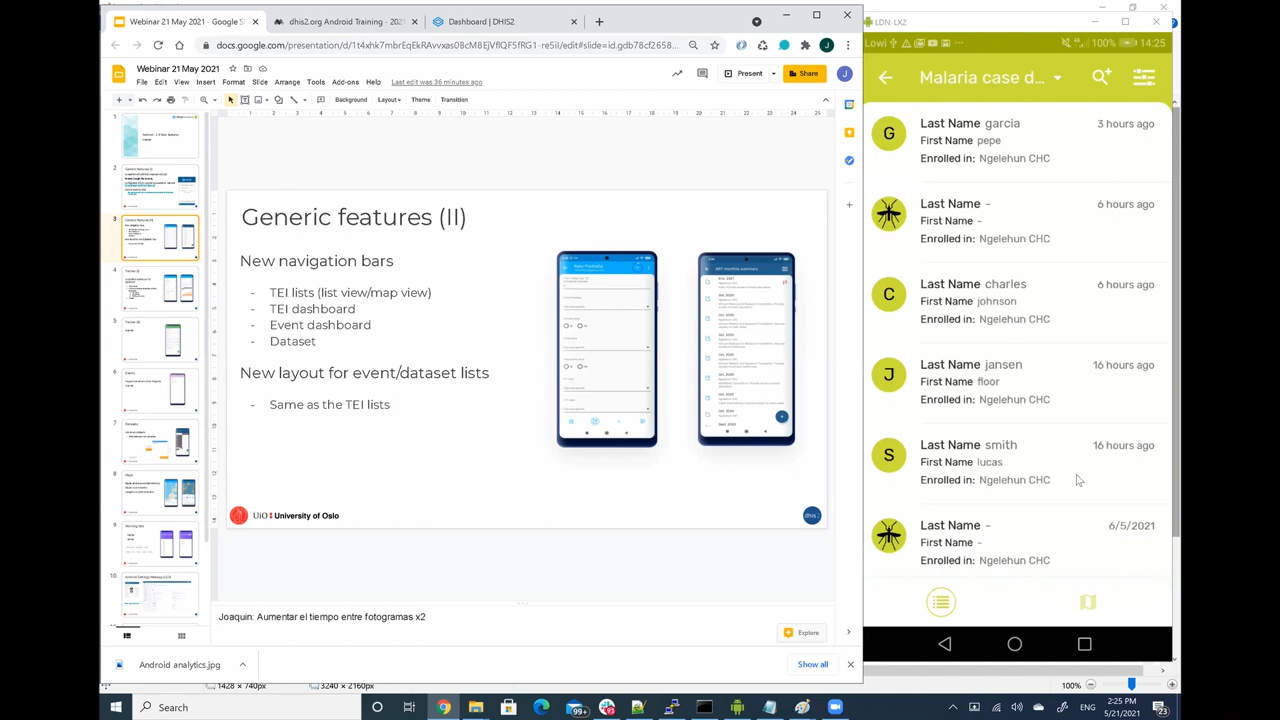 Webinar 21 May 2021 - Google S
dhis2.org Android Training - 202
Dashboard | DHIS2
LDN-LX2
docs.google.com/presentation/d/
Webinar 21 May 2021
File Edit View Insert Format Slide Arrange Tools Add-ons Help
Last edit was 36 minutes ago
Present
Share
J
Background Layout Theme Transition
Generic features (II)
New navigation bars
- TEI lists (list view/map view)
- TEI dashboard
- Event dashboard
- Dataset
New layout for event/dataset lists
- Same as the TEI lists
ART monthly summary
UiO University of Oslo
dhis2
Joaquin: Aumentar el tiempo entre fotogramas x2
Explore
Android analytics.jpg
Show all
1428 × 740px
3240 × 2160px
100%
Search
99+
ENG
2:25 PM
5/21/2021
23
Lowi
100%
14:25
Malaria case d...
G
Last Name garcia
3 hours ago
First Name pepe
Enrolled in: Ngelehun CHC
Last Name -
6 hours ago
First Name -
Enrolled in: Ngelehun CHC
C
Last Name charles
6 hours ago
First Name johnson
Enrolled in: Ngelehun CHC
J
Last Name jansen
16 hours ago
First Name floor
Enrolled in: Ngelehun CHC
S
Last Name smith
16 hours ago
First Name lucas
Enrolled in: Ngelehun CHC
Last Name -
6/5/2021
First Name -
Enrolled in: Ngelehun CHC